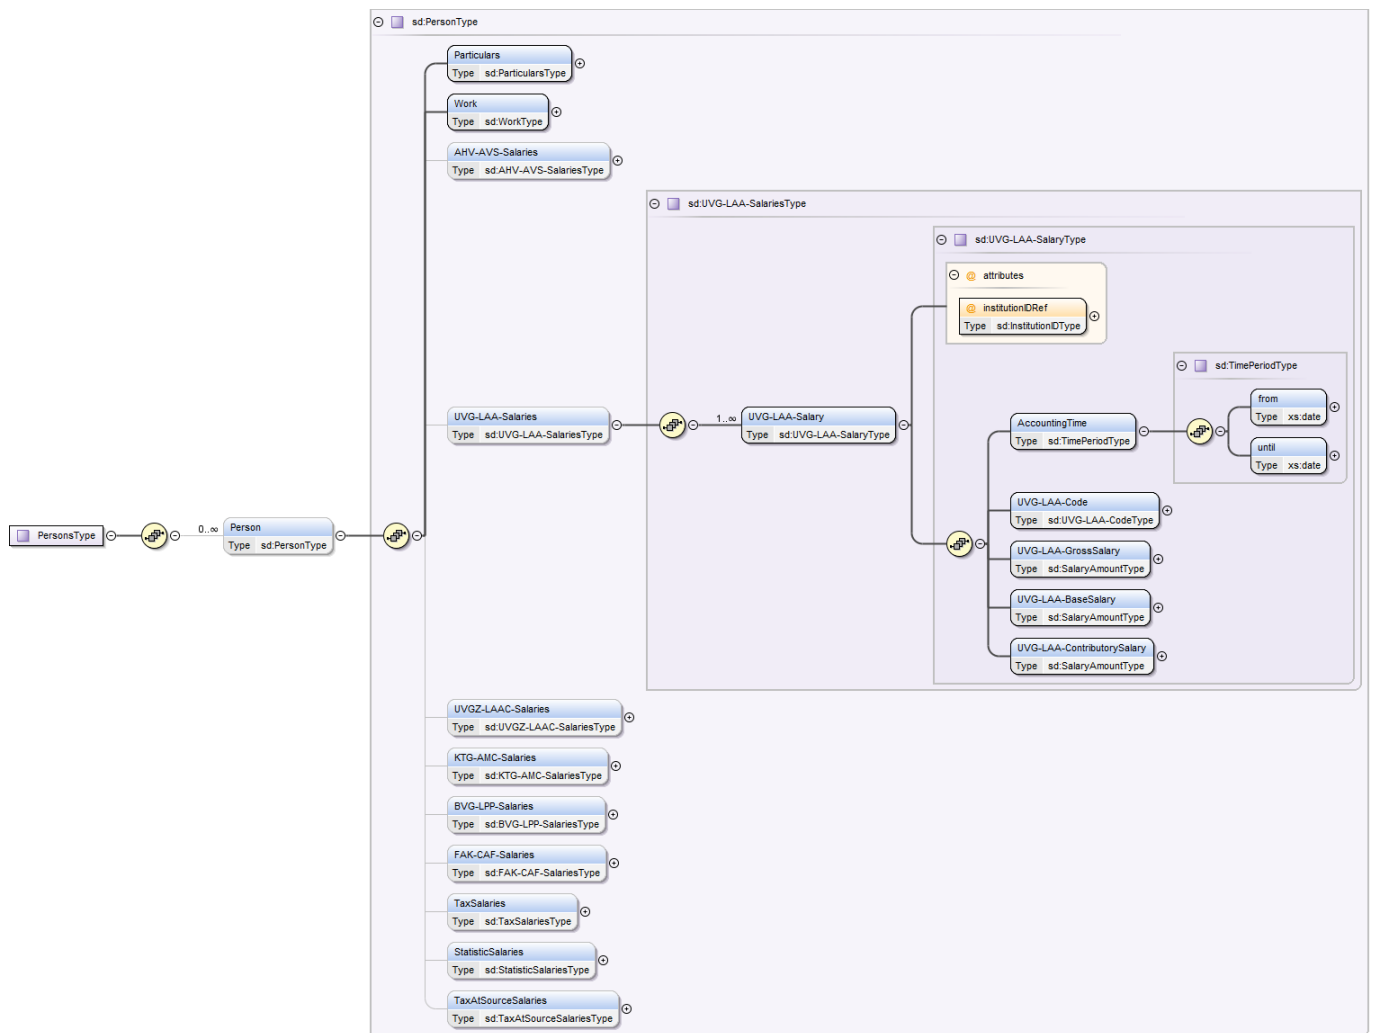 sd:PersonType
Particulars
Type sd:ParticularsType
Work
Type sd:WorkType
AHV-AVS-Salaries
Type sd:AHV-AVS-SalariesType
sd:UVG-LAA-SalariesType
sd:UVG-LAA-SalaryType
@ attributes
@ institutionIDRef
Type sd:InstitutionIDType
sd:TimePeriodType
from
Type xs:date
until
Type xs:date
UVG-LAA-Salaries
Type sd:UVG-LAA-SalariesType
1..∞
UVG-LAA-Salary
Type sd:UVG-LAA-SalaryType
AccountingTime
Type sd:TimePeriodType
UVG-LAA-Code
Type sd:UVG-LAA-CodeType
UVG-LAA-GrossSalary
Type sd:SalaryAmountType
UVG-LAA-BaseSalary
Type sd:SalaryAmountType
UVG-LAA-ContributorySalary
Type sd:SalaryAmountType
PersonsType
0..∞
Person
Type sd:PersonType
UVGZ-LAAC-Salaries
Type sd:UVGZ-LAAC-SalariesType
KTG-AMC-Salaries
Type sd:KTG-AMC-SalariesType
BVG-LPP-Salaries
Type sd:BVG-LPP-SalariesType
FAK-CAF-Salaries
Type sd:FAK-CAF-SalariesType
TaxSalaries
Type sd:TaxSalariesType
StatisticSalaries
Type sd:StatisticSalariesType
TaxAtSourceSalaries
Type sd:TaxAtSourceSalariesType